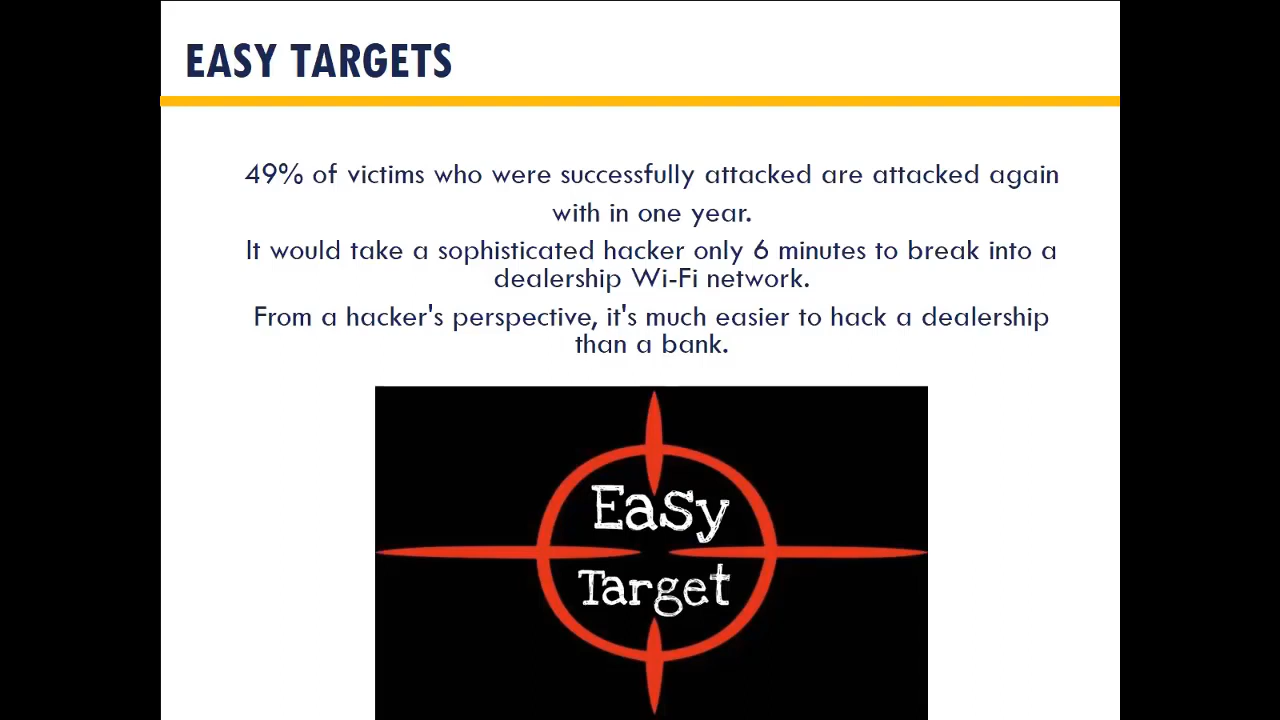 EASY TARGETS
49% of victims who were successfully attacked are attacked again
with in one year.
It would take a sophisticated hacker only 6 minutes to break into a
dealership Wi-Fi network.
From a hacker's perspective, it's much easier to hack a dealership
than a bank.
Easy
Target